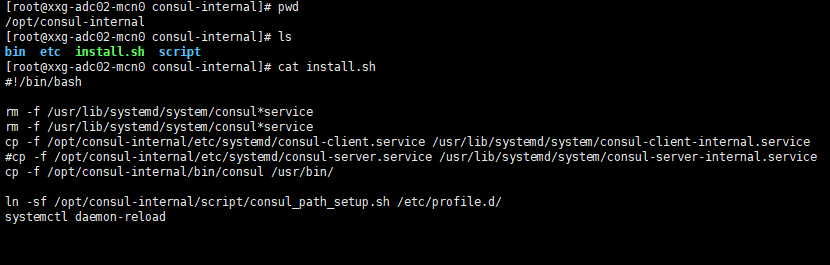 [root@xxg-adc02-mcn0 consul-internal]# pwd
/opt/consul-internal
[root@xxg-adc02-mcn0 consul-internal]# ls
bin  etc  install.sh  script
[root@xxg-adc02-mcn0 consul-internal]# cat install.sh
#!/bin/bash

rm -f /usr/lib/systemd/system/consul*service
rm -f /usr/lib/systemd/system/consul*service
cp -f /opt/consul-internal/etc/systemd/consul-client.service /usr/lib/systemd/system/consul-client-internal.service
#cp -f /opt/consul-internal/etc/systemd/consul-server.service /usr/lib/systemd/system/consul-server-internal.service
cp -f /opt/consul-internal/bin/consul /usr/bin/

ln -sf /opt/consul-internal/script/consul_path_setup.sh /etc/profile.d/
systemctl daemon-reload